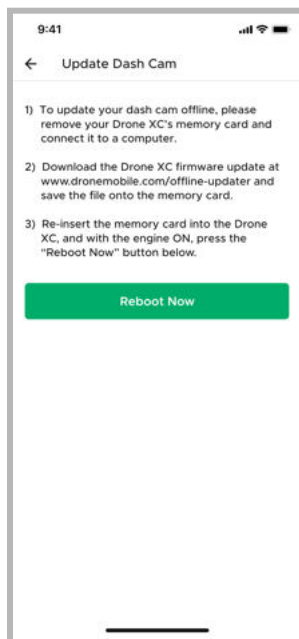 9:41
Update Dash Cam
1) To update your dash cam offline, please
remove your Drone XC's memory card and
connect it to a computer.
2) Download the Drone XC firmware update at
www.dronemobile.com/offline-updater and
save the file onto the memory card.
3) Re-insert the memory card into the Drone
XC, and with the engine ON, press the
“Reboot Now” button below.
Reboot Now